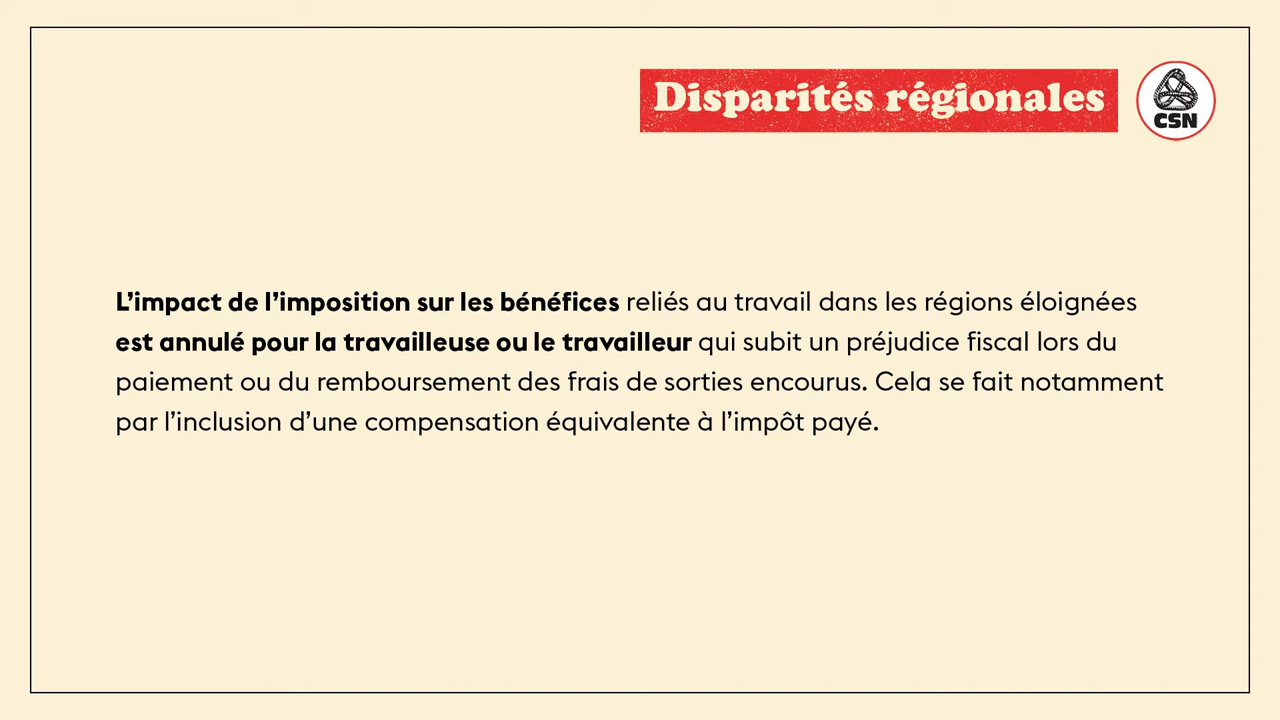 Disparités régionales
CSN
L’impact de l’imposition sur les bénéfices reliés au travail dans les régions éloignées
est annulé pour la travailleuse ou le travailleur qui subit un préjudice fiscal lors du
paiement ou du remboursement des frais de sorties encourus. Cela se fait notamment
par l’inclusion d’une compensation équivalente à l’impôt payé.